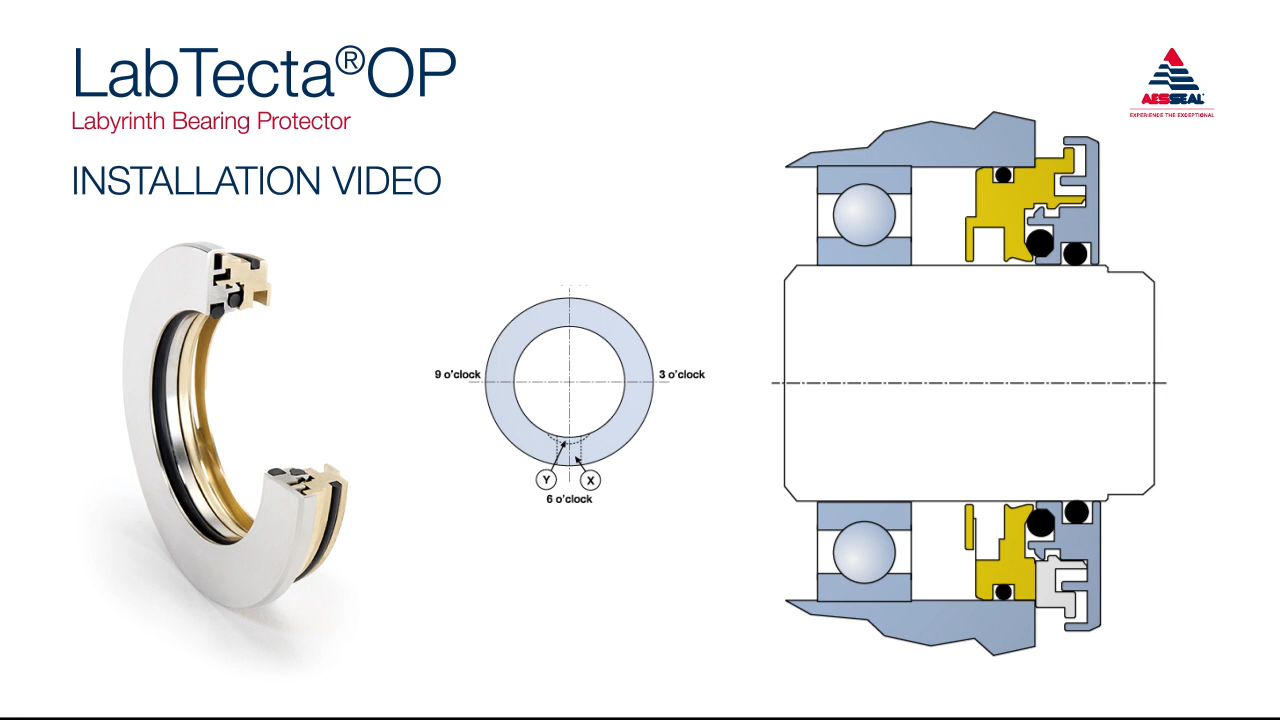 LabTecta®OP
Labyrinth Bearing Protector
INSTALLATION VIDEO
AESSEAL
EXPERIENCE THE EXCEPTIONAL
9 o'clock
3 o'clock
Y
X
6 o'clock